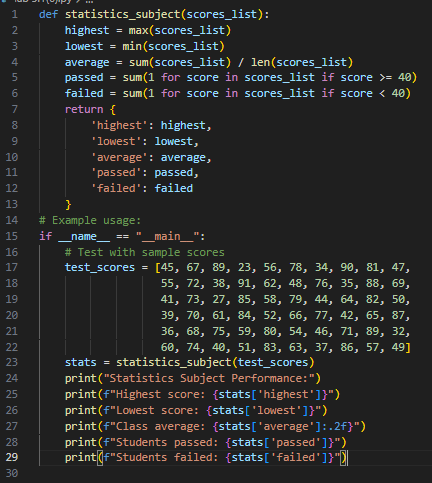 1 def statistics_subject(scores_list):
2     highest = max(scores_list)
3     lowest = min(scores_list)
4     average = sum(scores_list) / len(scores_list)
5     passed = sum(1 for score in scores_list if score >= 40)
6     failed = sum(1 for score in scores_list if score < 40)
7     return {
8         'highest': highest,
9         'lowest': lowest,
10         'average': average,
11         'passed': passed,
12         'failed': failed
13     }
14 # Example usage:
15 if __name__ == "__main__":
16     # Test with sample scores
17     test_scores = [45, 67, 89, 23, 56, 78, 34, 90, 81, 47,
18                    55, 72, 38, 91, 62, 48, 76, 35, 88, 69,
19                    41, 73, 27, 85, 58, 79, 44, 64, 82, 50,
20                    39, 70, 61, 84, 52, 66, 77, 42, 65, 87,
21                    36, 68, 75, 59, 80, 54, 46, 71, 89, 32,
22                    60, 74, 40, 51, 83, 63, 37, 86, 57, 49]
23     stats = statistics_subject(test_scores)
24     print("Statistics Subject Performance:")
25     print(f"Highest score: {stats['highest']}")
26     print(f"Lowest score: {stats['lowest']}")
27     print(f"Class average: {stats['average']:.2f}")
28     print(f"Students passed: {stats['passed']}")
29     print(f"Students failed: {stats['failed']}")
30